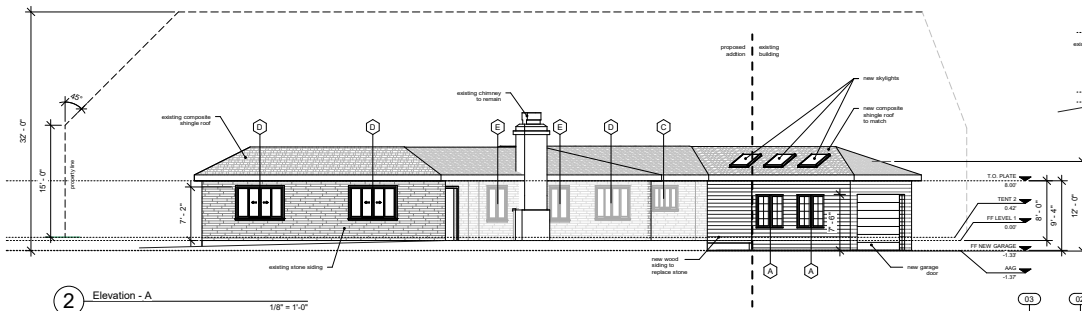 proposed
addition
existing
building
exis
new skylights
existing chimney
to remain
45°
existing composite
shingle roof
new composite
shingle roof
to match
D
D
E
E
D
C
32' - 0"
15' - 0"
property line
7' - 2"
7' - 6"
T.O. PLATE
8.00'
TENT 2
0.42'
FF LEVEL 1
0.00'
8' - 0"
9' - 4"
12' - 0"
FF NEW GARAGE
-1.33'
AAG
-1.37'
existing stone siding
new wood
siding to
replace stone
A
A
new garage
door
2
Elevation - A
1/8" = 1'-0"
03
02